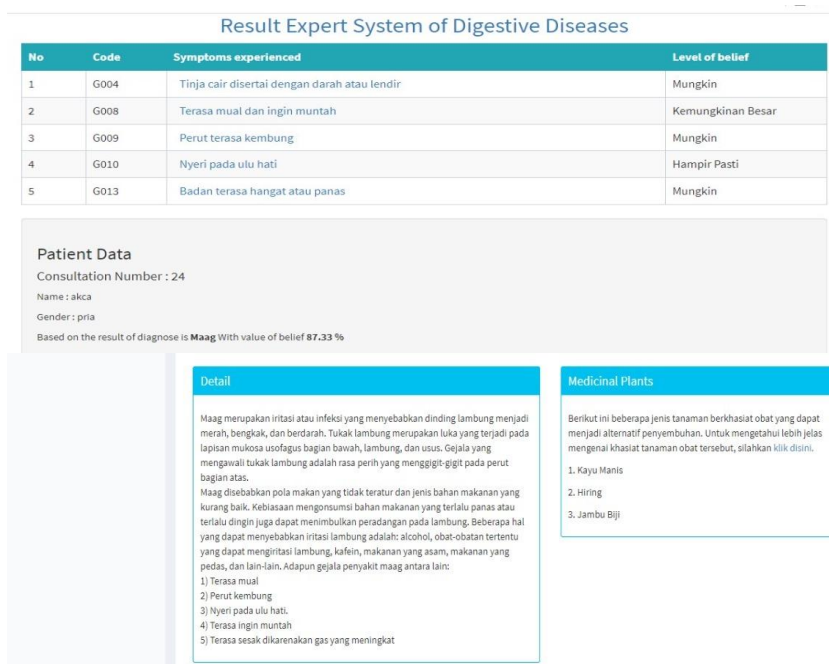 Result Expert System of Digestive Diseases
No Code Symptoms experienced Level of belief
1 G004 Tinja cair disertai dengan darah atau lendir Mungkin
2 G008 Terasa mual dan ingin muntah Kemungkinan Besar
3 G009 Perut terasa kembung Mungkin
4 G010 Nyeri pada ulu hati Hampir Pasti
5 G013 Badan terasa hangat atau panas Mungkin
Patient Data
Consultation Number : 24
Name : akca
Gender : pria
Based on the result of diagnose is Maag With value of belief 87.33 %
Detail
Maag merupakan iritasi atau infeksi yang menyebabkan dinding lambung menjadi
merah, bengkak, dan berdarah. Tukak lambung merupakan luka yang terjadi pada
lapisan mukosa usofagus bagian bawah, lambung, dan usus. Gejala yang
mengawali tukak lambung adalah rasa perih yang menggigit-gigit pada perut
bagian atas.
Maag disebabkan pola makan yang tidak teratur dan jenis bahan makanan yang
kurang baik. Kebiasaan mengonsumsi bahan makanan yang terlalu panas atau
terlalu dingin juga dapat menimbulkan peradangan pada lambung. Beberapa hal
yang dapat menyebabkan iritasi lambung adalah: alcohol, obat-obatan tertentu
yang dapat mengiritasi lambung, kafein, makanan yang asam, makanan yang
pedas, dan lain-lain. Adapun gejala penyakit maag antara lain:
1) Terasa mual
2) Perut kembung
3) Nyeri pada ulu hati.
4) Terasa ingin muntah
5) Terasa sesak dikarenakan gas yang meningkat
Medicinal Plants
Berikut ini beberapa jenis tanaman berkhasiat obat yang dapat
menjadi alternatif penyembuhan. Untuk mengetahui lebih jelas
mengenai khasiat tanaman obat tersebut, silahkan klik disini.
1. Kayu Manis
2. Hiring
3. Jambu Biji